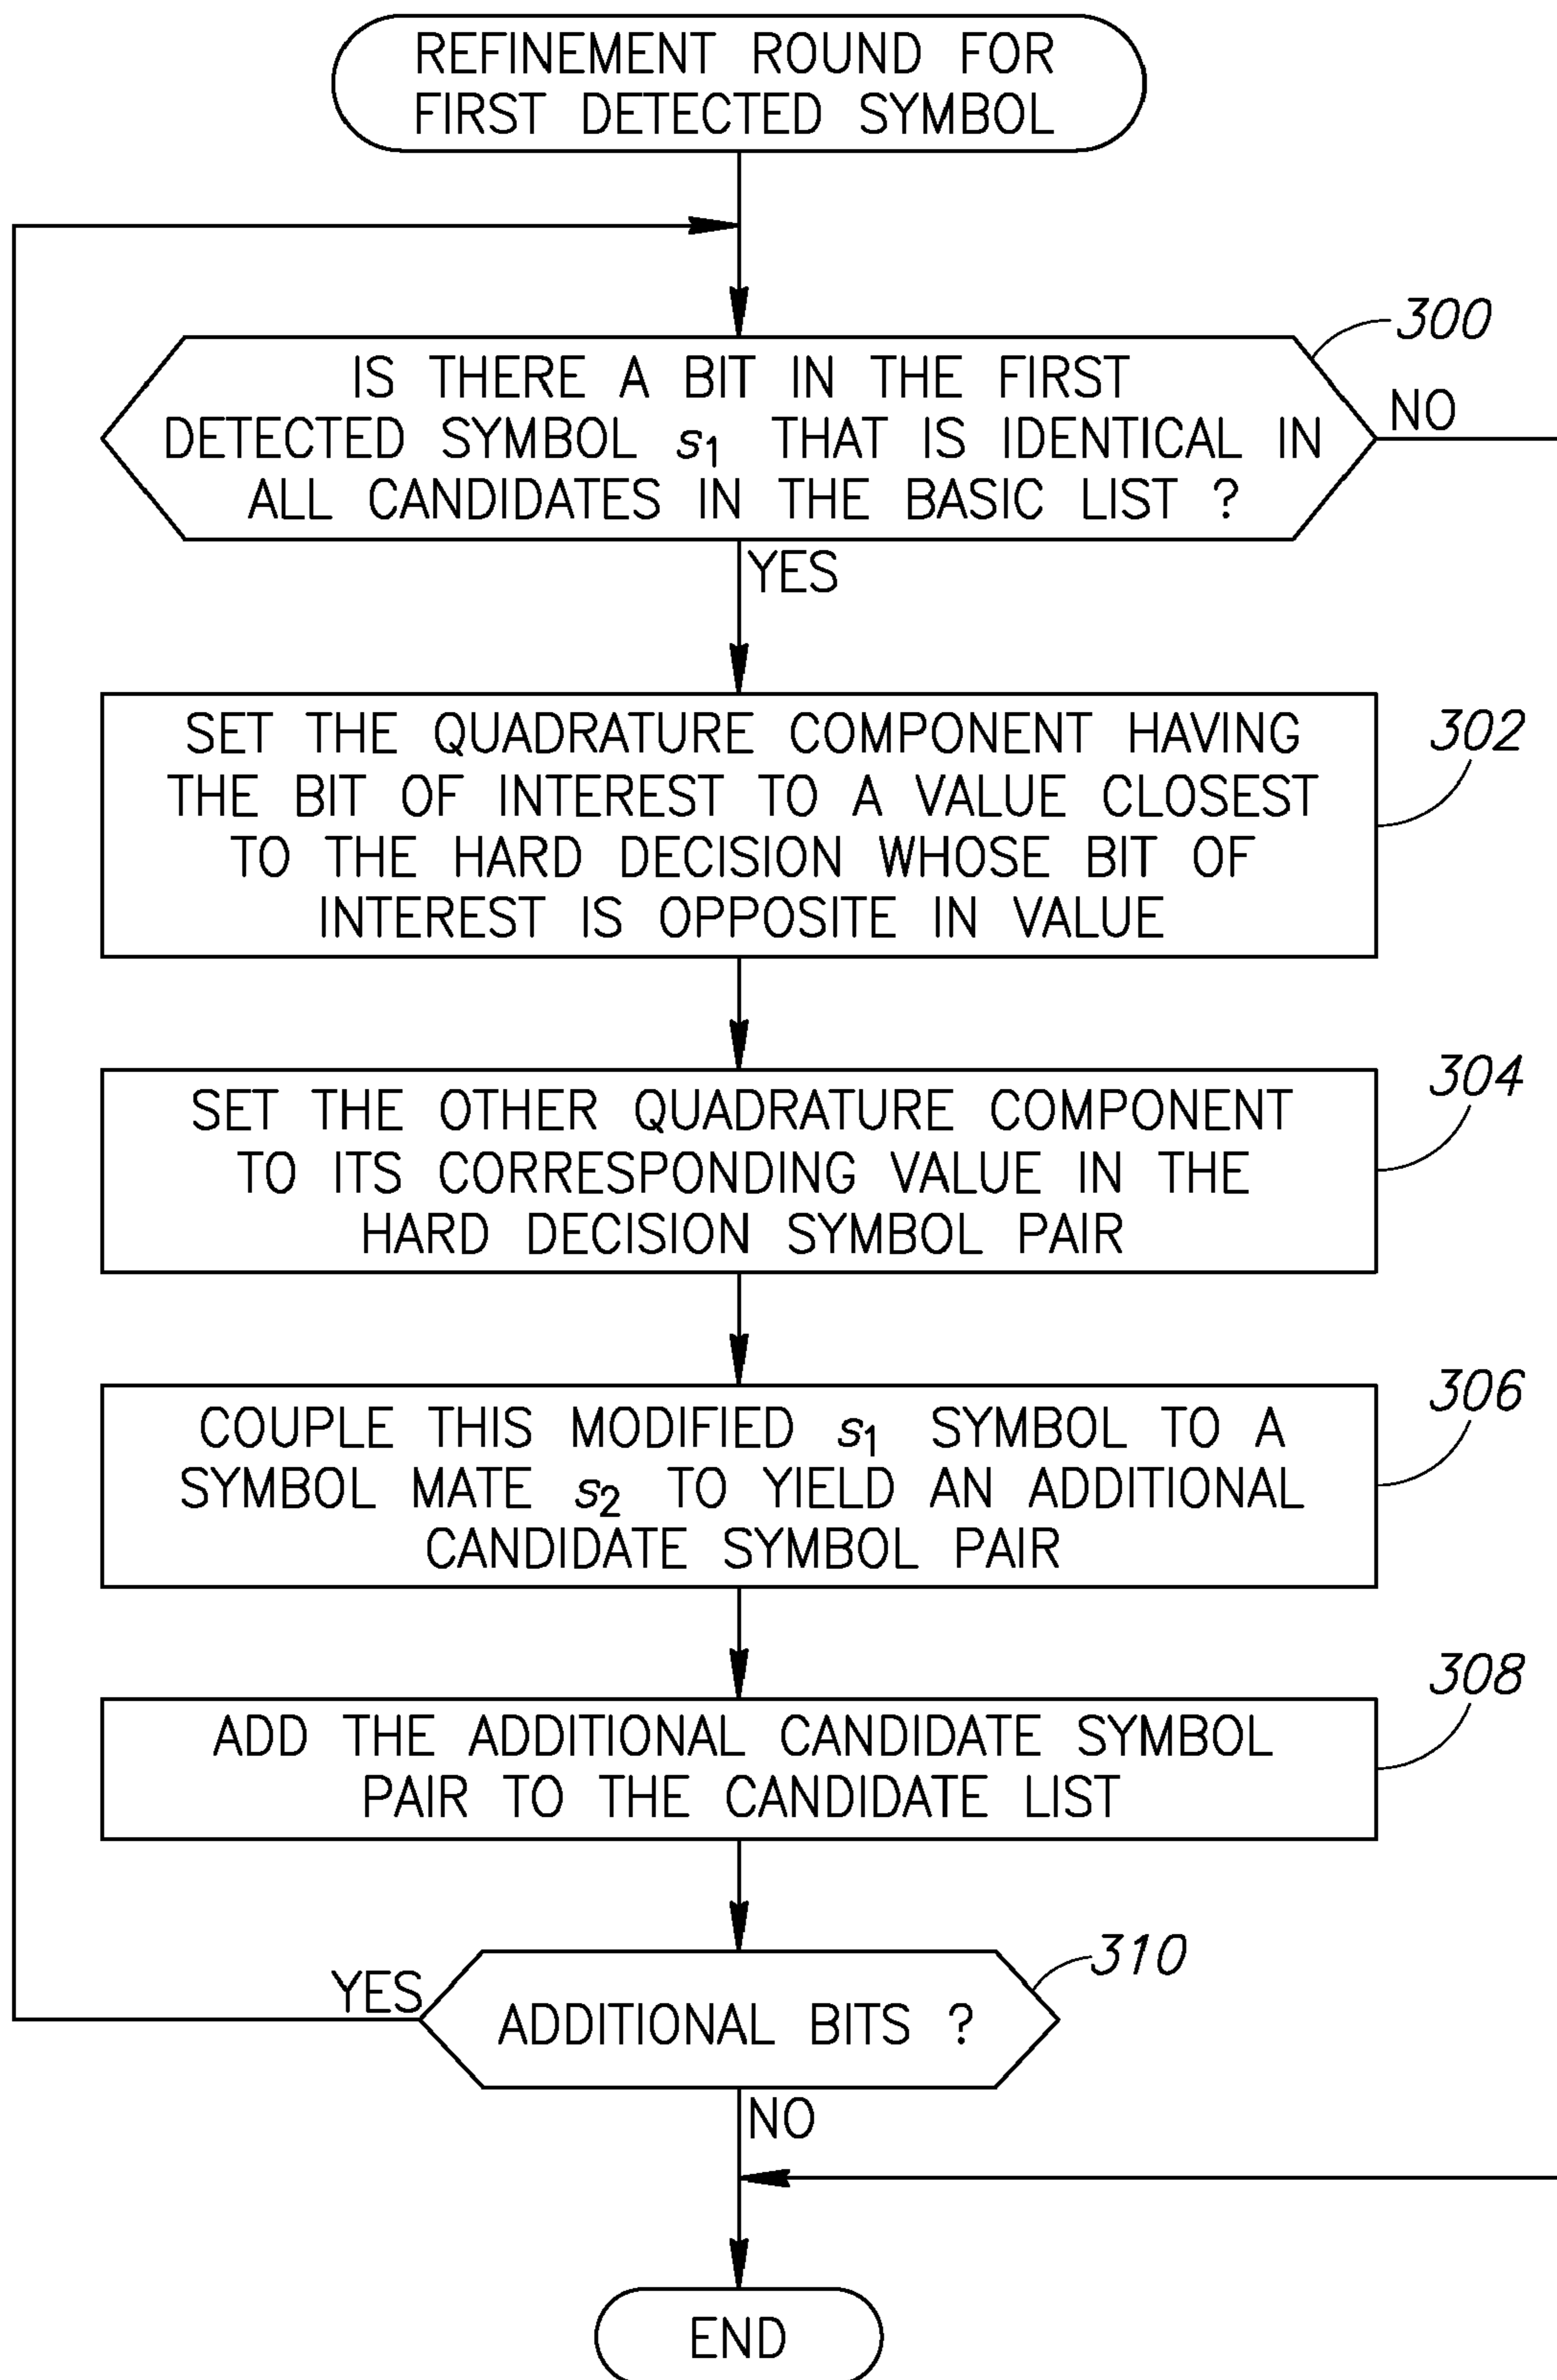 REFINEMENT ROUND FOR
FIRST DETECTED SYMBOL
300
IS THERE A BIT IN THE FIRST
DETECTED SYMBOL s1 THAT IS IDENTICAL IN
ALL CANDIDATES IN THE BASIC LIST ?
NO
YES
302
SET THE QUADRATURE COMPONENT HAVING
THE BIT OF INTEREST TO A VALUE CLOSEST
TO THE HARD DECISION WHOSE BIT OF
INTEREST IS OPPOSITE IN VALUE
304
SET THE OTHER QUADRATURE COMPONENT
TO ITS CORRESPONDING VALUE IN THE
HARD DECISION SYMBOL PAIR
306
COUPLE THIS MODIFIED s1 SYMBOL TO A
SYMBOL MATE s2 TO YIELD AN ADDITIONAL
CANDIDATE SYMBOL PAIR
308
ADD THE ADDITIONAL CANDIDATE SYMBOL
PAIR TO THE CANDIDATE LIST
310
YES
ADDITIONAL BITS ?
NO
END